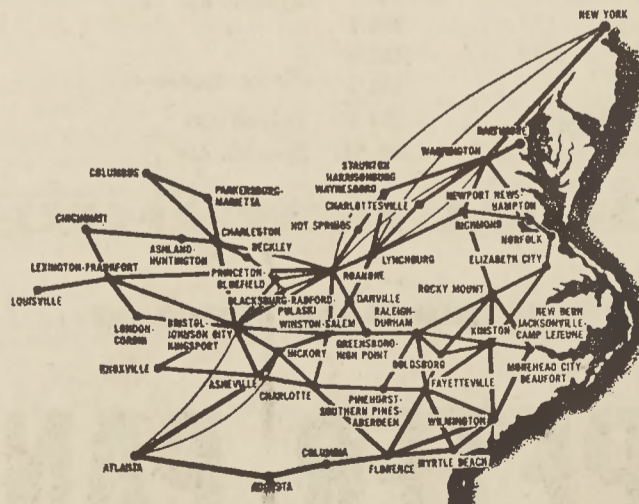 NEW YORK
BALTIMORE
WASHINGTON
STAUNTON
HARRISONBURG
WAYNESBORO
CHARLOTTESVILLE
COLUMBUS
PARKERSBURG-
MARIETTA
NEWPORT NEWS-
HAMPTON
RICHMOND
NORFOLK
CINCINNATI
CHARLESTON
BECKLEY
HOT SPRINGS
ASHLAND-
HUNTINGTON
LYNCHBURG
ELIZABETH CITY
LEXINGTON-FRANKFORT
PRINCETON-
BLUEFIELD
ROANOKE
LOUISVILLE
BLACKSBURG-RADFORD-
PULASKI
DANVILLE
ROCKY MOUNT
LONDON-
CORBIN
BRISTOL-
JOHNSON CITY
KINGSPORT
WINSTON-SALEM
RALEIGH-
DURHAM
NEW BERN
JACKSONVILLE-
CAMP LEJEUNE
KINSTON
HICKORY
GREENSBORO-
HIGH POINT
GOLDSBORO
MOREHEAD CITY
BEAUFORT
KNOXVILLE
ASHEVILLE
CHARLOTTE
FAYETTEVILLE
PINEHURST-
SOUTHERN PINES-
ABERDEEN
WILMINGTON
ATLANTA
COLUMBIA
FLORENCE
MYRTLE BEACH
AUGUSTA